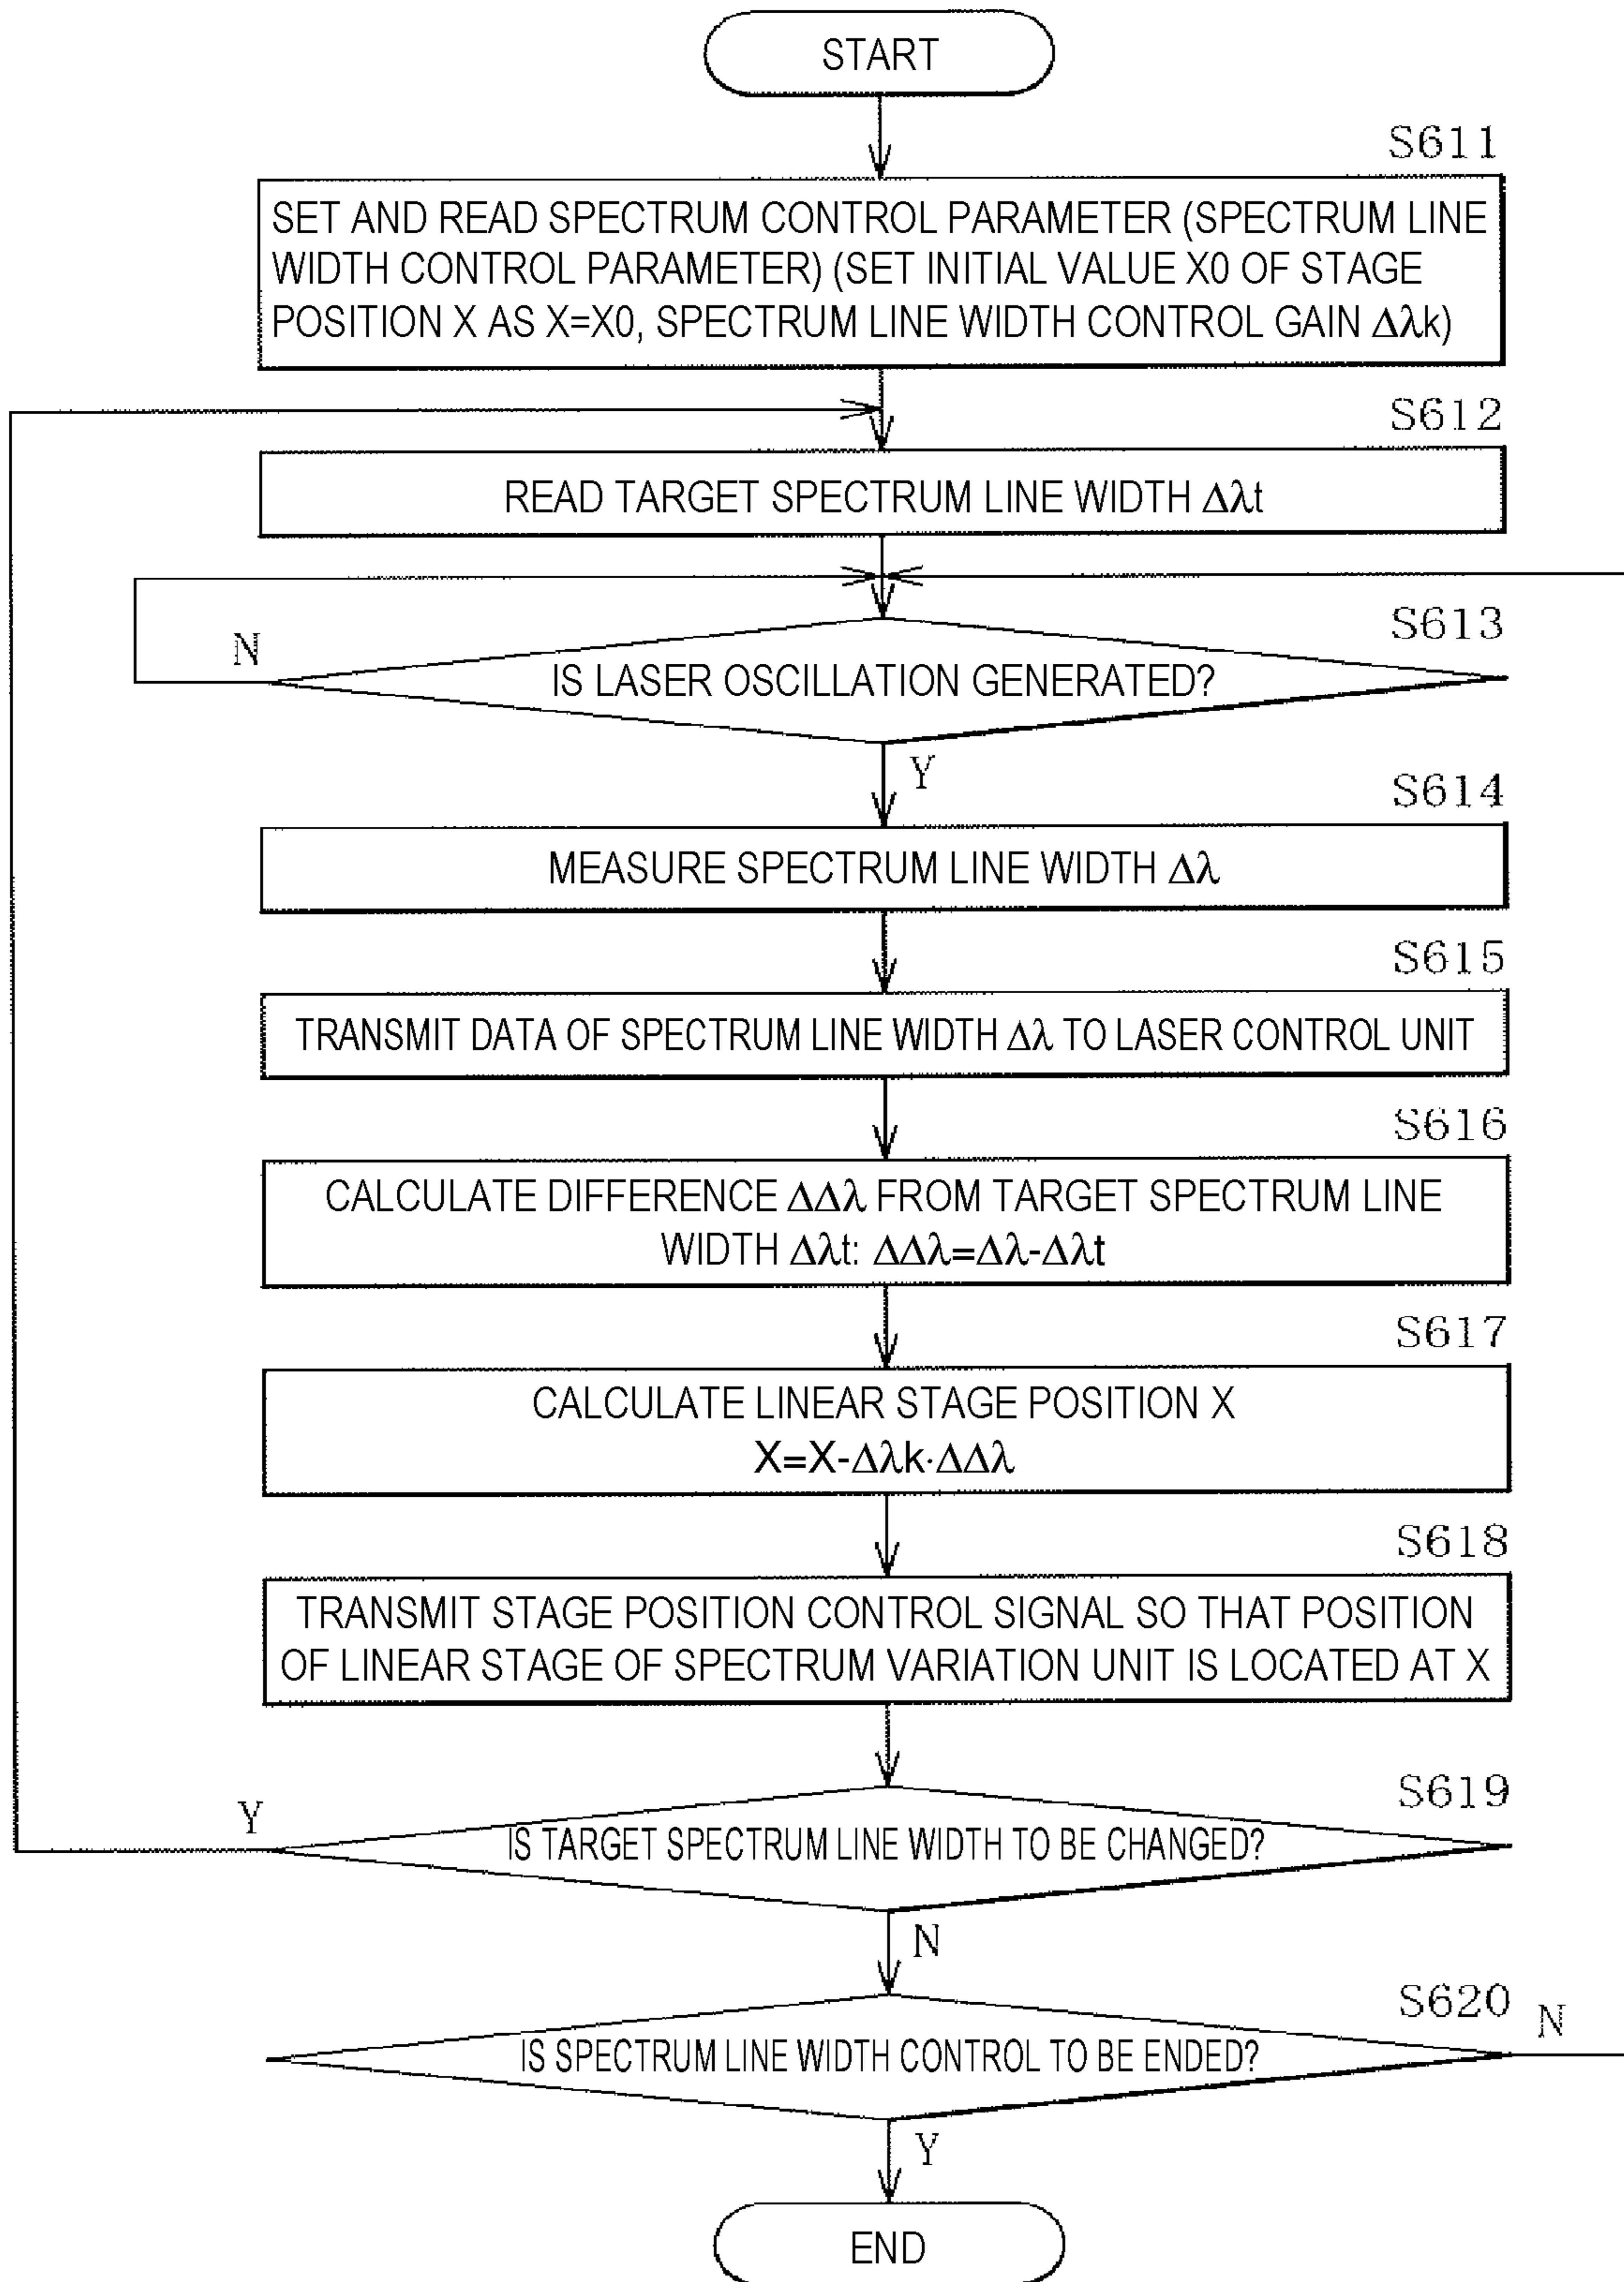 START
S611
SET AND READ SPECTRUM CONTROL PARAMETER (SPECTRUM LINE
WIDTH CONTROL PARAMETER) (SET INITIAL VALUE X0 OF STAGE
POSITION X AS X=X0, SPECTRUM LINE WIDTH CONTROL GAIN Δλk)
S612
READ TARGET SPECTRUM LINE WIDTH Δλt
S613
N
IS LASER OSCILLATION GENERATED?
Y
S614
MEASURE SPECTRUM LINE WIDTH Δλ
S615
TRANSMIT DATA OF SPECTRUM LINE WIDTH Δλ TO LASER CONTROL UNIT
S616
CALCULATE DIFFERENCE ΔΔλ FROM TARGET SPECTRUM LINE
WIDTH Δλt: ΔΔλ=Δλ-Δλt
S617
CALCULATE LINEAR STAGE POSITION X
X=X-Δλk·ΔΔλ
S618
TRANSMIT STAGE POSITION CONTROL SIGNAL SO THAT POSITION
OF LINEAR STAGE OF SPECTRUM VARIATION UNIT IS LOCATED AT X
S619
Y
IS TARGET SPECTRUM LINE WIDTH TO BE CHANGED?
N
S620
N
IS SPECTRUM LINE WIDTH CONTROL TO BE ENDED?
Y
END